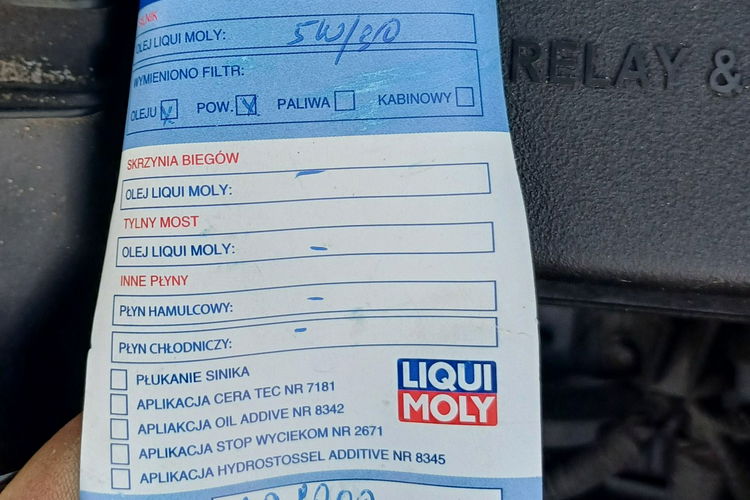 SILNIK
OLEJ LIQUI MOLY: 5W/30
WYMIENIONO FILTR:
OLEJU POW. PALIWA KABINOWY
SKRZYNIA BIEGÓW
OLEJ LIQUI MOLY: -
TYLNY MOST
OLEJ LIQUI MOLY: -
INNE PŁYNY
PŁYN HAMULCOWY: -
PŁYN CHŁODNICZY: -
PŁUKANIE SINIKA
APLIKACJA CERA TEC NR 7181
APLIAKCJA OIL ADDIVE NR 8342
APLIKACJA STOP WYCIEKOM NR 2671
APLIKACJA HYDROSTOSSEL ADDITIVE NR 8345
LIQUI
MOLY
RELAY &